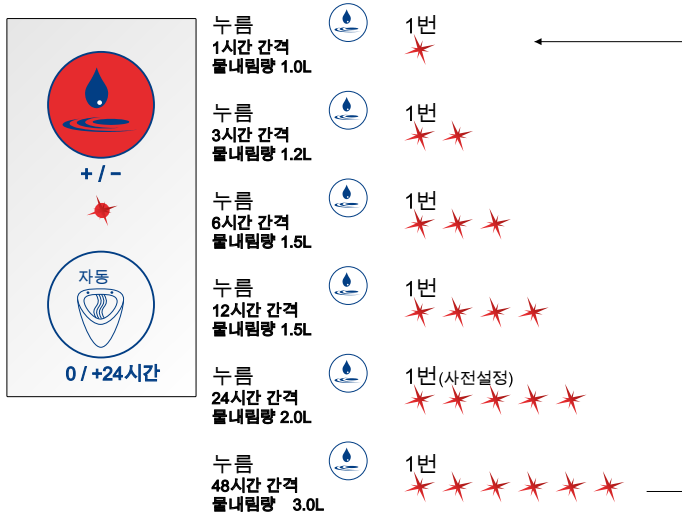 + / −
자동
0 / +24시간
누름
1번
1시간 간격
물내림량 1.0L
누름
1번
3시간 간격
물내림량 1.2L
누름
1번
6시간 간격
물내림량 1.5L
누름
1번
12시간 간격
물내림량 1.5L
누름
1번(사전설정)
24시간 간격
물내림량 2.0L
누름
1번
48시간 간격
물내림량 3.0L